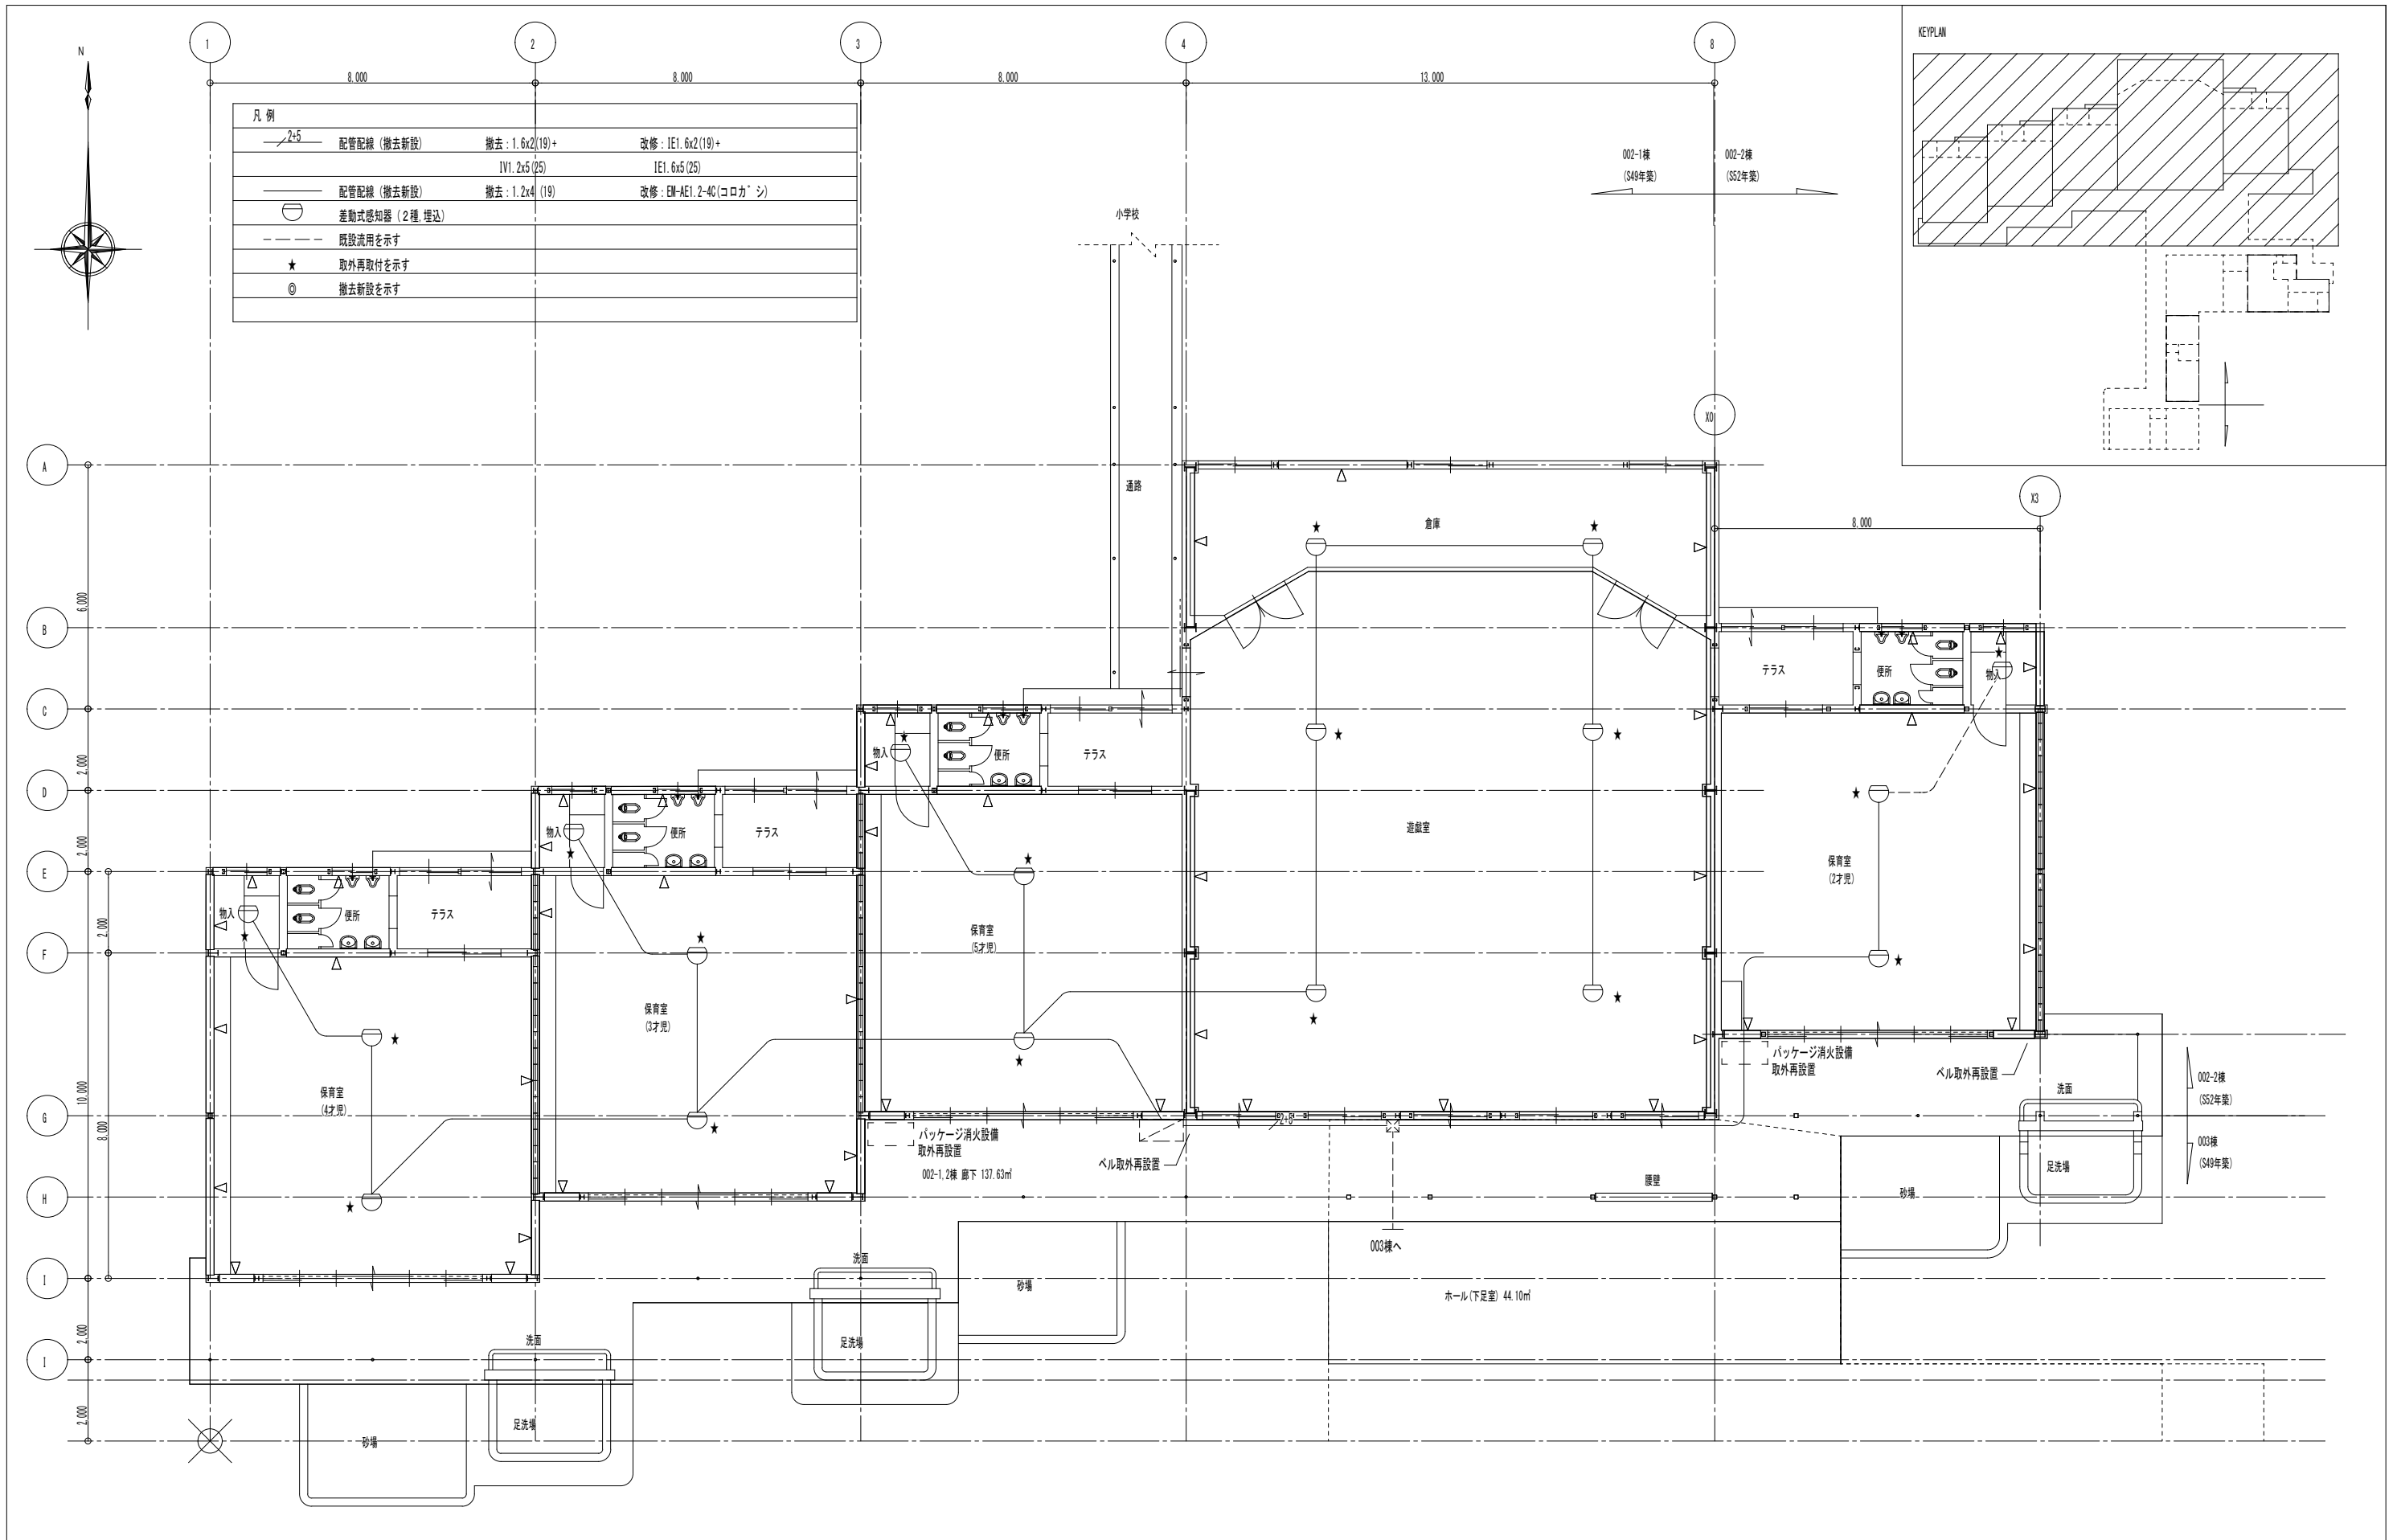 N
1
2
3
4
8
8.000
8.000
8.000
13.000
KEYPLAN
凡 例
2+5
配管配線 (撤去新設)
撤去：1.6x2(19)+
改修：IE1.6x2(19)+
IV1.2x5(25)
IE1.6x5(25)
配管配線 (撤去新設)
撤去：1.2x4 (19)
改修：EM-AE1.2-4C(コロガシ)
差動式感知器 (２種,埋込)
既設流用を示す
★
取外再取付を示す
◎
撤去新設を示す
002-1棟
(S49年築)
002-2棟
(S52年築)
小学校
X0
A
通路
X3
8.000
倉庫
6.000
B
テラス
便所
物入
C
物入
便所
テラス
2.000
D
物入
便所
テラス
遊戯室
2.000
保育室
(2才児)
E
物入
便所
テラス
2.000
保育室
(5才児)
F
保育室
(3才児)
パッケージ消火設備
取外再設置
ベル取外再設置
保育室
(4才児)
10.000
8.000
002-2棟
(S52年築)
洗面
G
2+5
パッケージ消火設備
取外再設置
ベル取外再設置
002-1,2棟 廊下 137.63㎡
003棟
(S49年築)
足洗場
腰壁
砂場
H
003棟へ
洗面
I
砂場
ホール(下足室) 44.10㎡
2.000
洗面
足洗場
I
2.000
足洗場
砂場